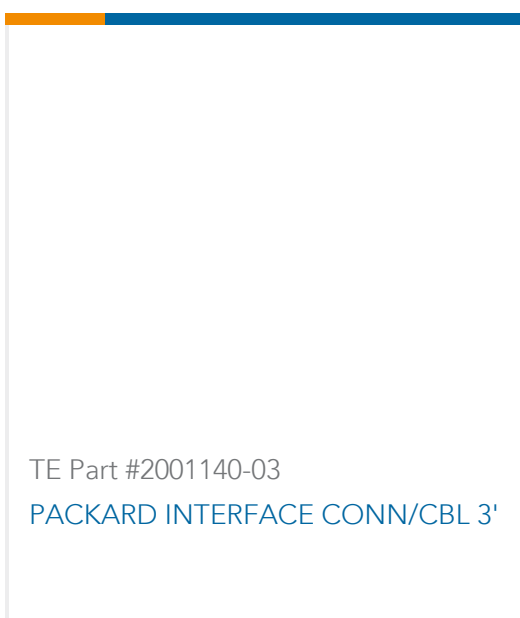 TE Part #2001140-03
PACKARD INTERFACE CONN/CBL 3'